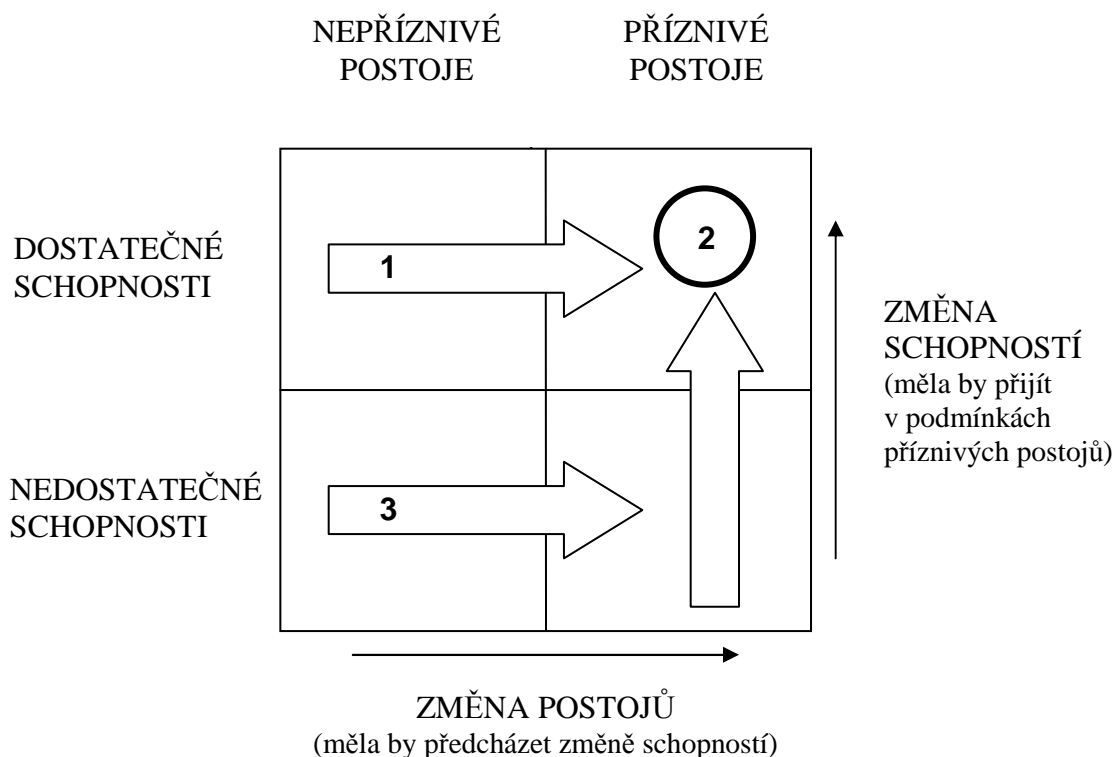 NEPŘÍZNIVÉ
POSTOJE
PŘÍZNIVÉ
POSTOJE
DOSTATEČNÉ
SCHOPNOSTI
1
2
ZMĚNA
SCHOPNOSTÍ
(měla by přijít
v podmínkách
příznivých postojů)
NEDOSTATEČNÉ
SCHOPNOSTI
3
ZMĚNA POSTOJŮ
(měla by předcházet změně schopností)